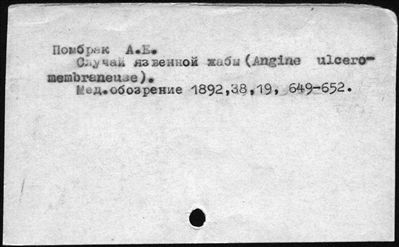 Помбрак А.Е.
Случай язвенной жабы (Angine ulcero-
membraneuse).
Мед.обозрение 1892,38,19, 649-652.